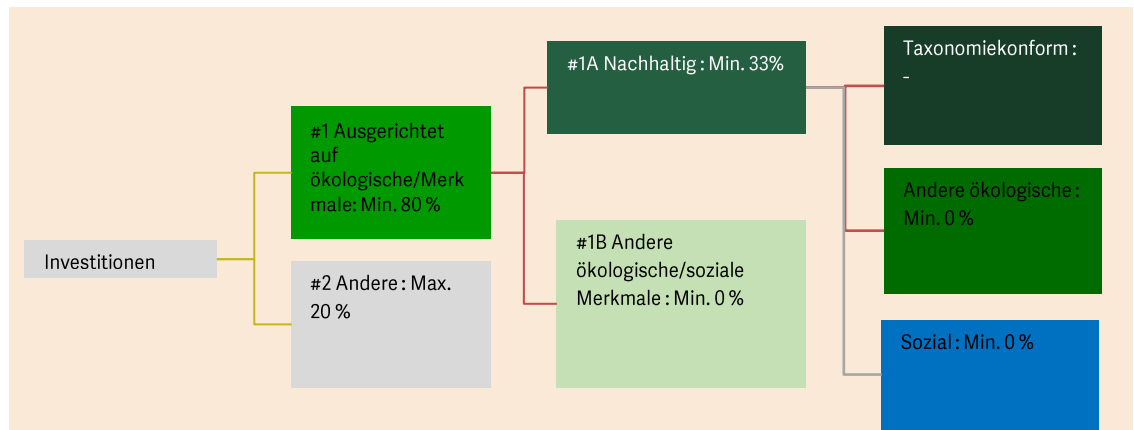 Investitionen
#1 Ausgerichtet
auf
ökologische/Merk
male: Min. 80 %
#2 Andere : Max.
20 %
#1A Nachhaltig : Min. 33%
#1B Andere
ökologische/soziale
Merkmale : Min. 0 %
Taxonomiekonform :
-
Andere ökologische :
Min. 0 %
Sozial : Min. 0 %